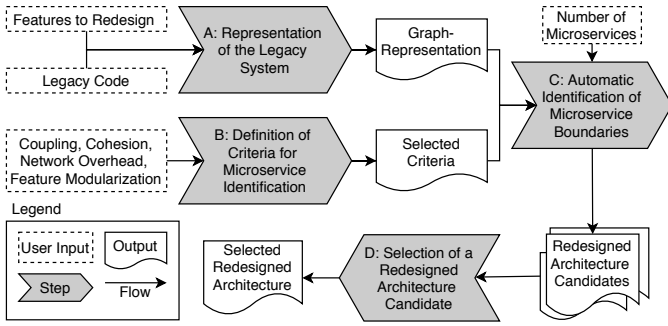 Features to Redesign
Legacy Code
A: Representation
of the Legacy
System
Graph-
Representation
Number of
Microservices
C: Automatic
Identification of
Microservice
Boundaries
Coupling, Cohesion,
Network Overhead,
Feature Modularization
B: Definition of
Criteria for
Microservice
Identification
Selected
Criteria
Legend
User Input
Output
Step
Flow
Selected
Redesigned
Architecture
D: Selection of a
Redesigned
Architecture
Candidate
Redesigned
Architecture
Candidates